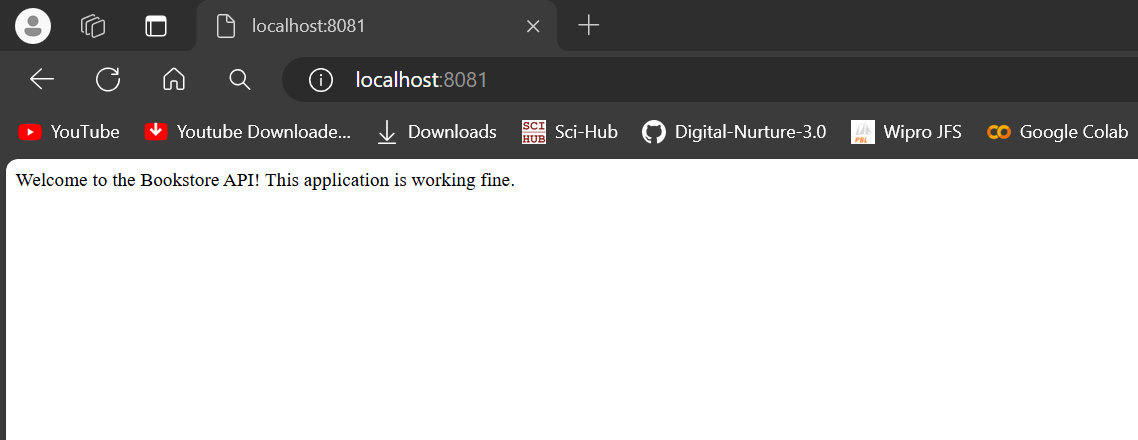 localhost:8081
localhost:8081
YouTube Youtube Downloade... Downloads SCI HUB Sci-Hub Digital-Nurture-3.0 PBL Wipro JFS Google Colab
Welcome to the Bookstore API! This application is working fine.